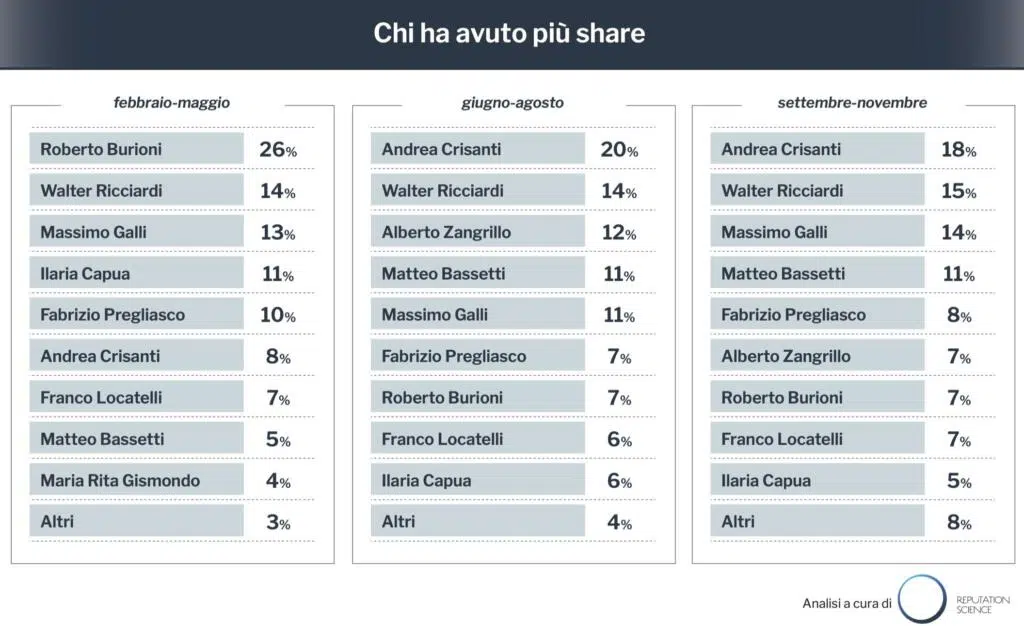 Chi ha avuto più share
febbraio-maggio
Roberto Burioni 26%
Walter Ricciardi 14%
Massimo Galli 13%
Ilaria Capua 11%
Fabrizio Pregliasco 10%
Andrea Crisanti 8%
Franco Locatelli 7%
Matteo Bassetti 5%
Maria Rita Gismondo 4%
Altri 3%
giugno-agosto
Andrea Crisanti 20%
Walter Ricciardi 14%
Alberto Zangrillo 12%
Matteo Bassetti 11%
Massimo Galli 11%
Fabrizio Pregliasco 7%
Roberto Burioni 7%
Franco Locatelli 6%
Ilaria Capua 6%
Altri 4%
settembre-novembre
Andrea Crisanti 18%
Walter Ricciardi 15%
Massimo Galli 14%
Matteo Bassetti 11%
Fabrizio Pregliasco 8%
Alberto Zangrillo 7%
Roberto Burioni 7%
Franco Locatelli 7%
Ilaria Capua 5%
Altri 8%
Analisi a cura di
REPUTATION
SCIENCE